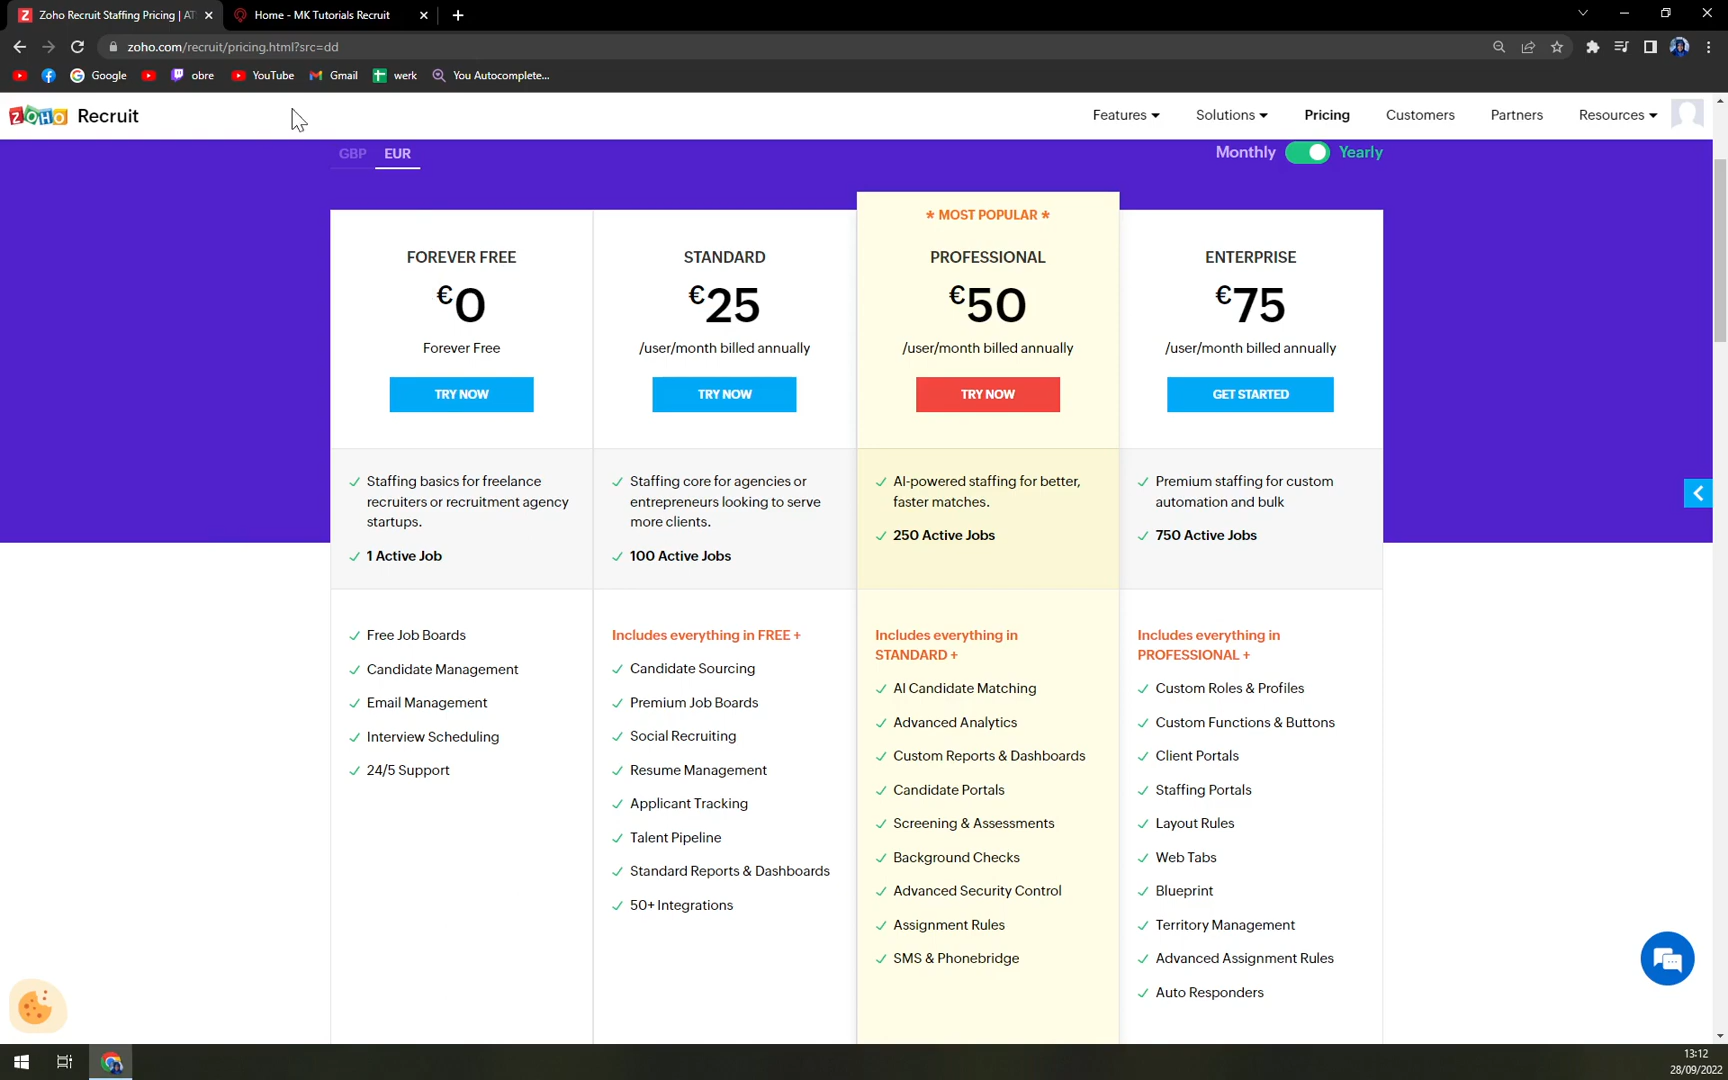 Zoho Recruit Staffing Pricing | AT
Home - MK Tutorials Recruit
zoho.com/recruit/pricing.html?src=dd
Google
obre
YouTube
Gmail
werk
You Autocomplete...
ZOHO Recruit
Features
Solutions
Pricing
Customers
Partners
Resources
GBP
EUR
Monthly
Yearly
FOREVER FREE
€0
Forever Free
TRY NOW
Staffing basics for freelance
recruiters or recruitment agency
startups.
1 Active Job
Free Job Boards
Candidate Management
Email Management
Interview Scheduling
24/5 Support
STANDARD
€25
/user/month billed annually
TRY NOW
Staffing core for agencies or
entrepreneurs looking to serve
more clients.
100 Active Jobs
Includes everything in FREE +
Candidate Sourcing
Premium Job Boards
Social Recruiting
Resume Management
Applicant Tracking
Talent Pipeline
Standard Reports & Dashboards
50+ Integrations
* MOST POPULAR *
PROFESSIONAL
€50
/user/month billed annually
TRY NOW
AI-powered staffing for better,
faster matches.
250 Active Jobs
Includes everything in
STANDARD +
AI Candidate Matching
Advanced Analytics
Custom Reports & Dashboards
Candidate Portals
Screening & Assessments
Background Checks
Advanced Security Control
Assignment Rules
SMS & Phonebridge
ENTERPRISE
€75
/user/month billed annually
GET STARTED
Premium staffing for custom
automation and bulk
750 Active Jobs
Includes everything in
PROFESSIONAL +
Custom Roles & Profiles
Custom Functions & Buttons
Client Portals
Staffing Portals
Layout Rules
Web Tabs
Blueprint
Territory Management
Advanced Assignment Rules
Auto Responders
13:12
28/09/2022